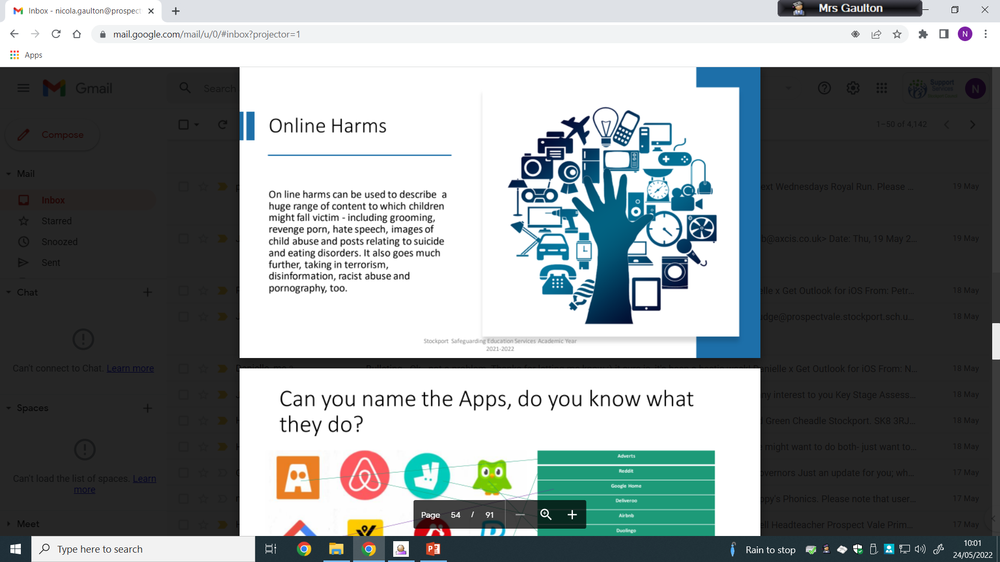 Inbox - nicola.gaulton@prospect
Mrs Gaulton
mail.google.com/mail/u/0/#inbox?projector=1
N
Apps
Gmail
Search
Support
Services
N
Compose
1–50 of 4,142
Mail
Inbox
Starred
Snoozed
Sent
Chat
Can't connect to Chat. Learn more
Spaces
Can't load the list of spaces. Learn
more
Meet
Online Harms
On line harms can be used to describe a
huge range of content to which children
might fall victim - including grooming,
revenge porn, hate speech, images of
child abuse and posts relating to suicide
and eating disorders. It also goes much
further, taking in terrorism,
disinformation, racist abuse and
pornography, too.
Stockport Safeguarding Education Services Academic Year
2021-2022
ext Wednesdays Royal Run. Please ... 19 May
b@axcis.co.uk> Date: Thu, 19 May 2... 19 May
elle x Get Outlook for iOS From: Petr... 18 May
udge@prospectvale.stockport.sch.u... 18 May
Danielle x Get Outlook for iOS From: N... 18 May
ny interest to you Key Stage Assess... 18 May
d Green Cheadle Stockport. SK8 3RJ... 18 May
might want to do both- just want to... 18 May
overnors Just an update for you; wh... 17 May
ppy's Phonics. Please note that user... 17 May
ell Headteacher Prospect Vale Prim... 17 May
Can you name the Apps, do you know what
they do?
Adverts
Reddit
Google Home
Deliveroo
Airbnb
Duolingo
Page 54 / 91
Type here to search
Rain to stop
10:01
24/05/2022